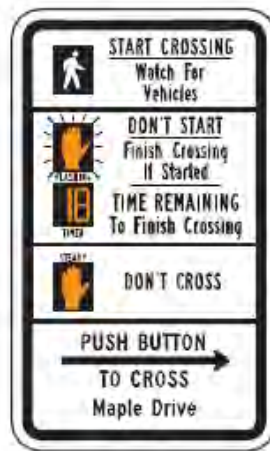 START CROSSING
Watch For
Vehicles
DON'T START
Finish Crossing
If Started
FLASHING
18
TIME REMAINING
To Finish Crossing
TIMER
STEADY
DON'T CROSS
PUSH BUTTON
TO CROSS
Maple Drive